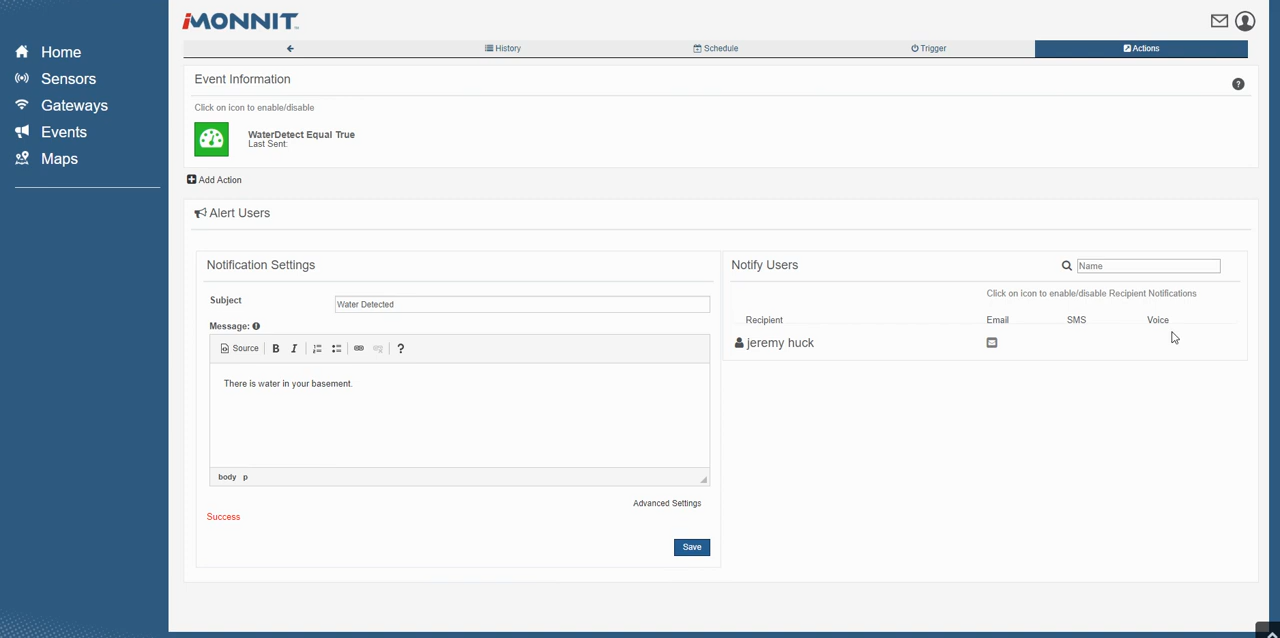 Home
Sensors
Gateways
Events
Maps
iMONNIT™
History
Schedule
Trigger
Actions
Event Information
?
Click on icon to enable/disable
WaterDetect Equal True
Last Sent:
Add Action
Alert Users
Notification Settings
Subject
Water Detected
Message:
Source B I ?
There is water in your basement.
body p
Advanced Settings
Success
Save
Notify Users
Name
Click on icon to enable/disable Recipient Notifications
Recipient Email SMS Voice
jeremy huck